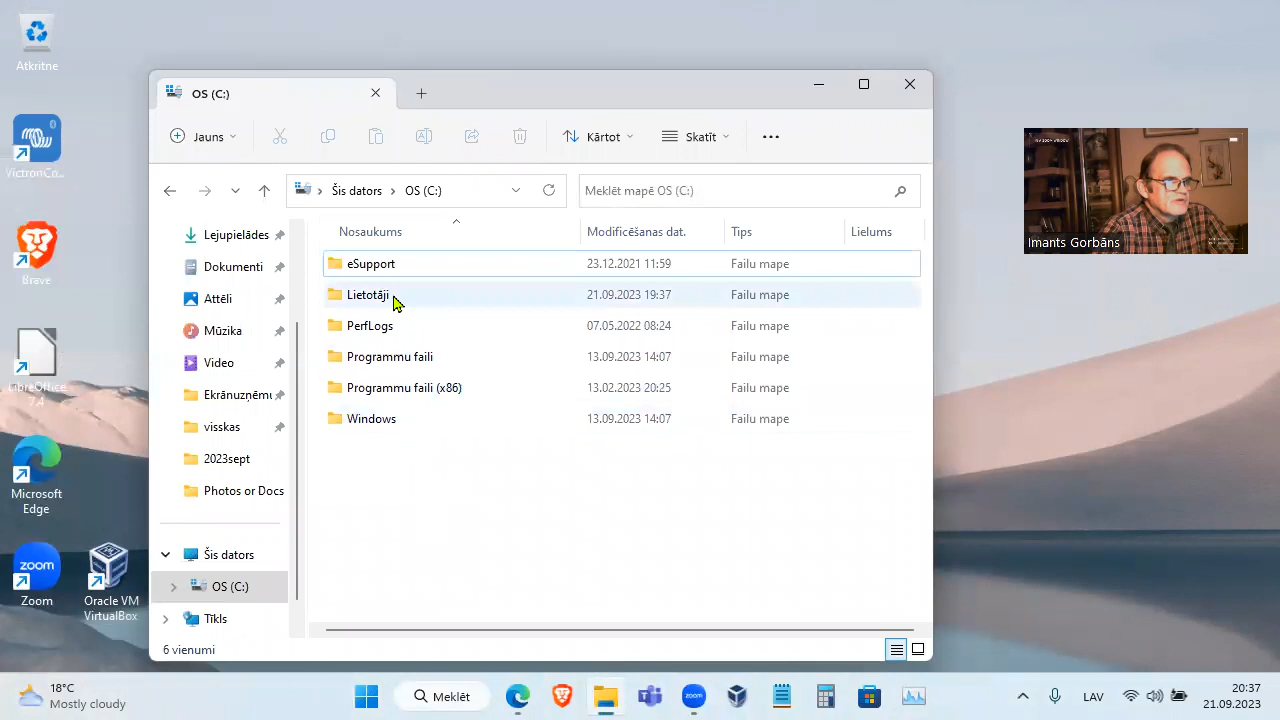 Atkritne
VictronCo...
Brave
LibreOffice
7.4
Microsoft
Edge
Zoom
Oracle VM
VirtualBox
OS (C:)
Jauns
Kārtot
Skatīt
Šis dators
OS (C:)
Meklēt mapē OS (C:)
Lejupielādes
Dokumenti
Attēli
Mūzika
Video
Ekrānuzņēmu
visskas
2023sept
Photos or Docs
Šis dators
OS (C:)
Tīkls
Nosaukums Modificēšanas dat. Tips Lielums
eSupport 23.12.2021 11:59 Failu mape
Lietotāji 21.09.2023 19:37 Failu mape
PerfLogs 07.05.2022 08:24 Failu mape
Programmu faili 13.09.2023 14:07 Failu mape
Programmu faili (x86) 13.02.2023 20:25 Failu mape
Windows 13.09.2023 14:07 Failu mape
6 vienumi
Imants Gorbāns
18°C
Mostly cloudy
Meklēt
zoom
LAV
20:37
21.09.2023